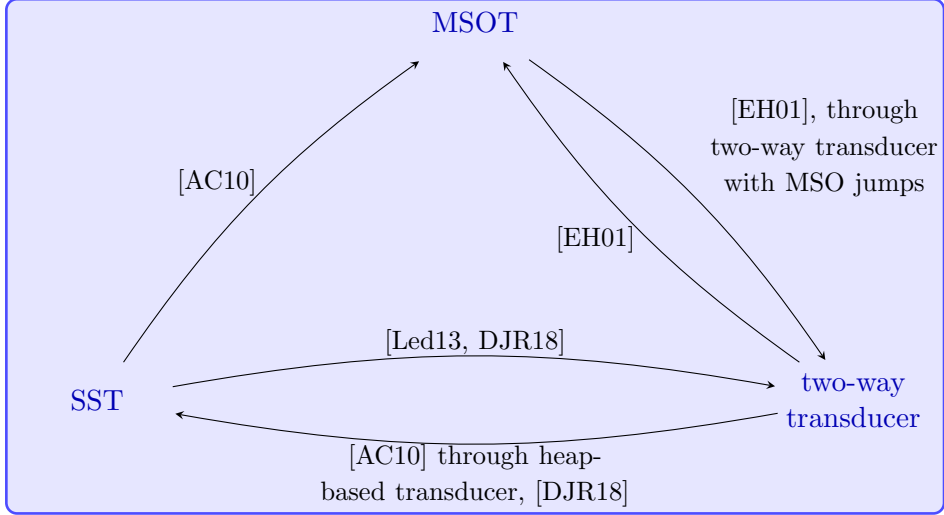 MSOT
[EH01], through
two-way transducer
with MSO jumps
[AC10]
[EH01]
[Led13, DJR18]
SST
two-way
transducer
[AC10] through heap-
based transducer, [DJR18]